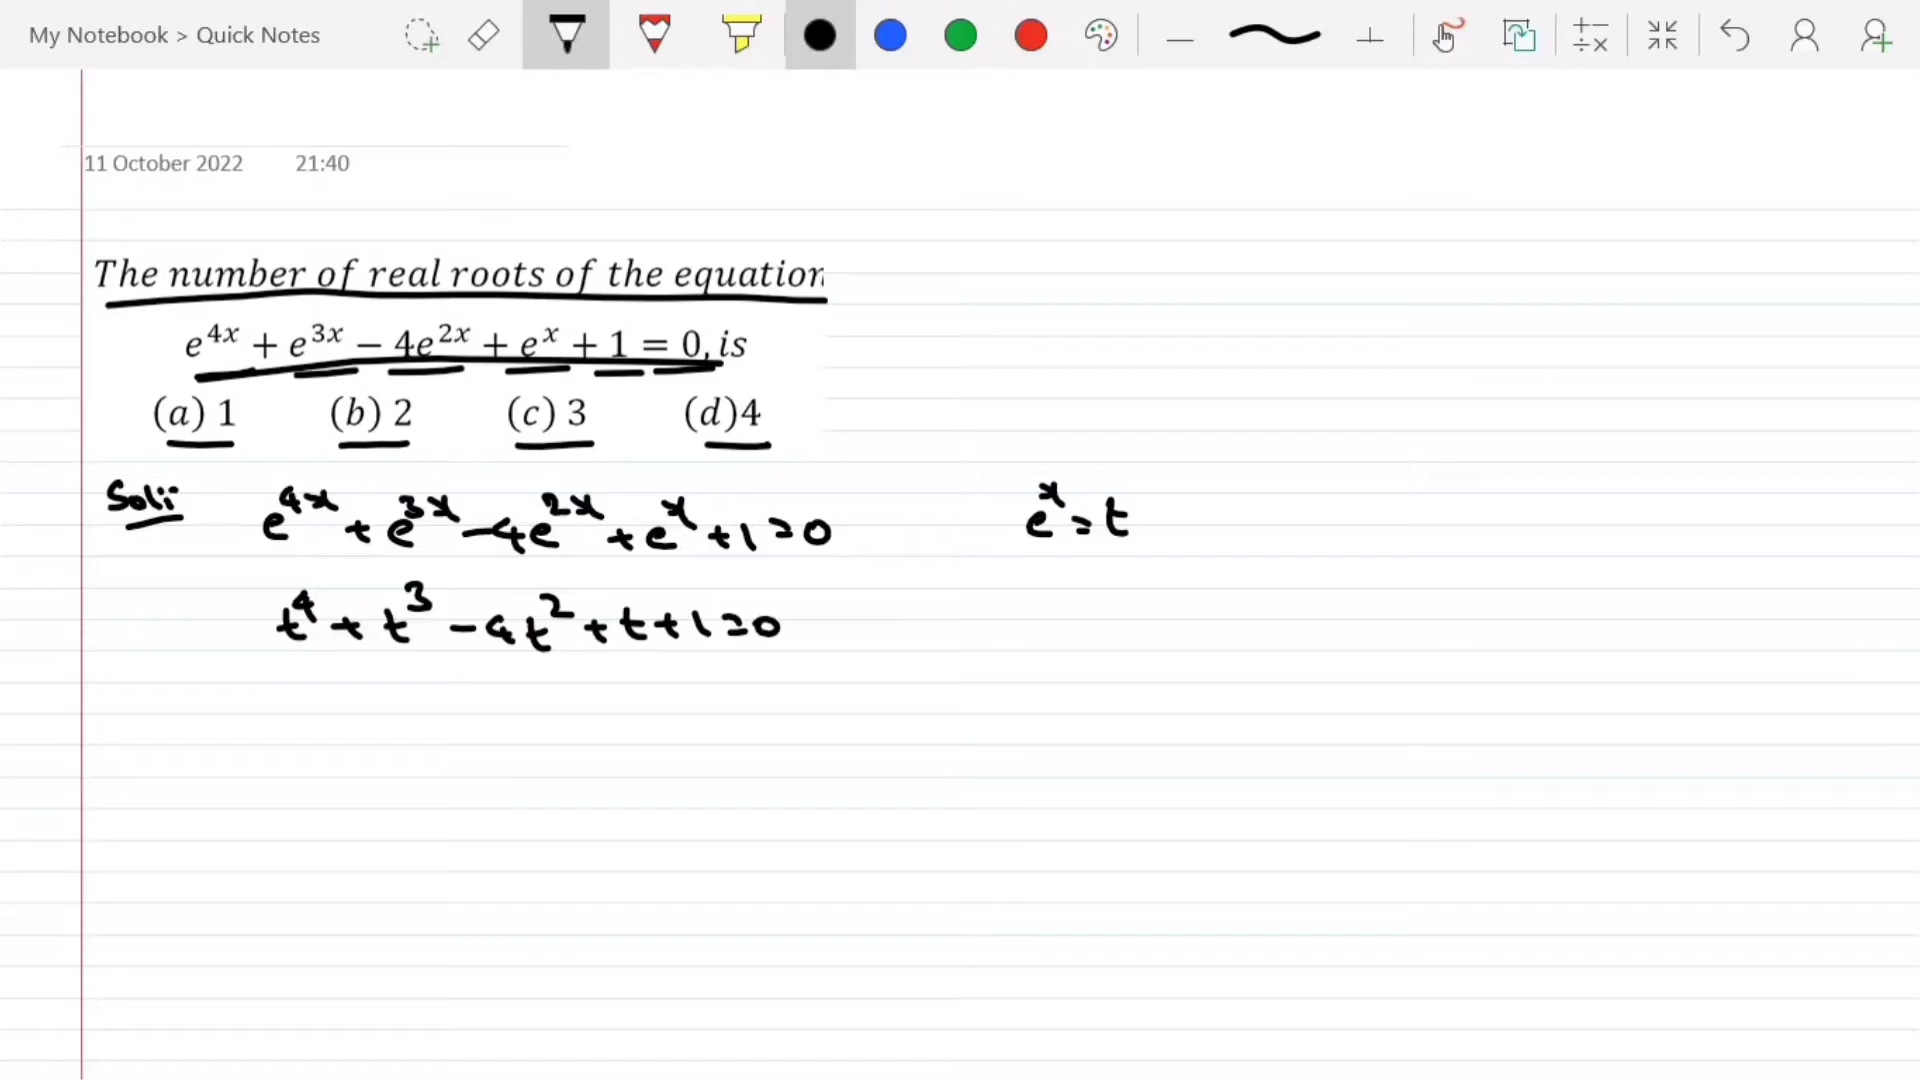 My Notebook > Quick Notes
11 October 2022 21:40
The number of real roots of the equation
e^{4x} + e^{3x} − 4e^{2x} + e^{x} + 1 = 0, is
(a) 1 (b) 2 (c) 3 (d)4
Sol:
e^{4x} + e^{3x} - 4e^{2x} + e^{x} + 1 = 0 e^{x} = t
t^{4} + t^{3} - 4t^{2} + t + 1 = 0